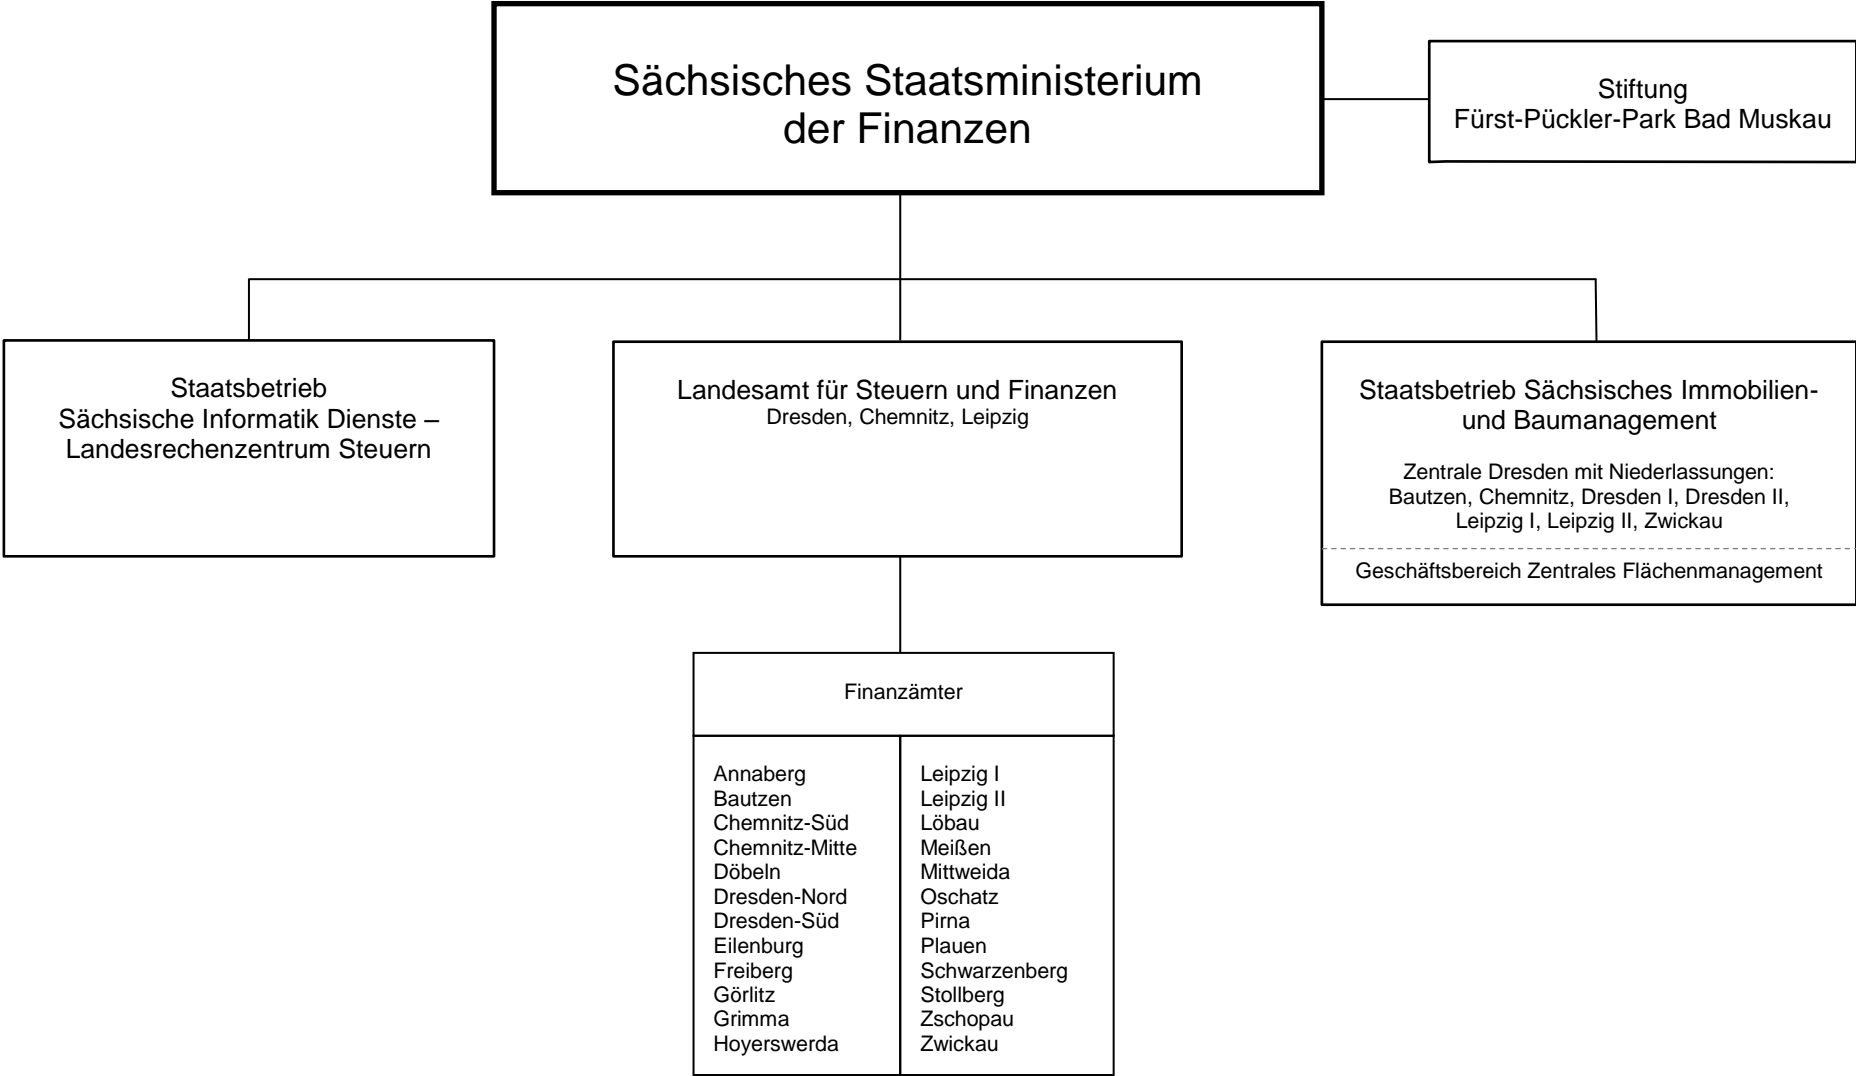 Sächsisches Staatsministerium
der Finanzen
Stiftung
Fürst-Pückler-Park Bad Muskau
Staatsbetrieb
Sächsische Informatik Dienste –
Landesrechenzentrum Steuern
Landesamt für Steuern und Finanzen
Dresden, Chemnitz, Leipzig
Staatsbetrieb Sächsisches Immobilien-
und Baumanagement
Zentrale Dresden mit Niederlassungen:
Bautzen, Chemnitz, Dresden I, Dresden II,
Leipzig I, Leipzig II, Zwickau
Geschäftsbereich Zentrales Flächenmanagement
Finanzämter
Annaberg
Bautzen
Chemnitz-Süd
Chemnitz-Mitte
Döbeln
Dresden-Nord
Dresden-Süd
Eilenburg
Freiberg
Görlitz
Grimma
Hoyerswerda
Leipzig I
Leipzig II
Löbau
Meißen
Mittweida
Oschatz
Pirna
Plauen
Schwarzenberg
Stollberg
Zschopau
Zwickau